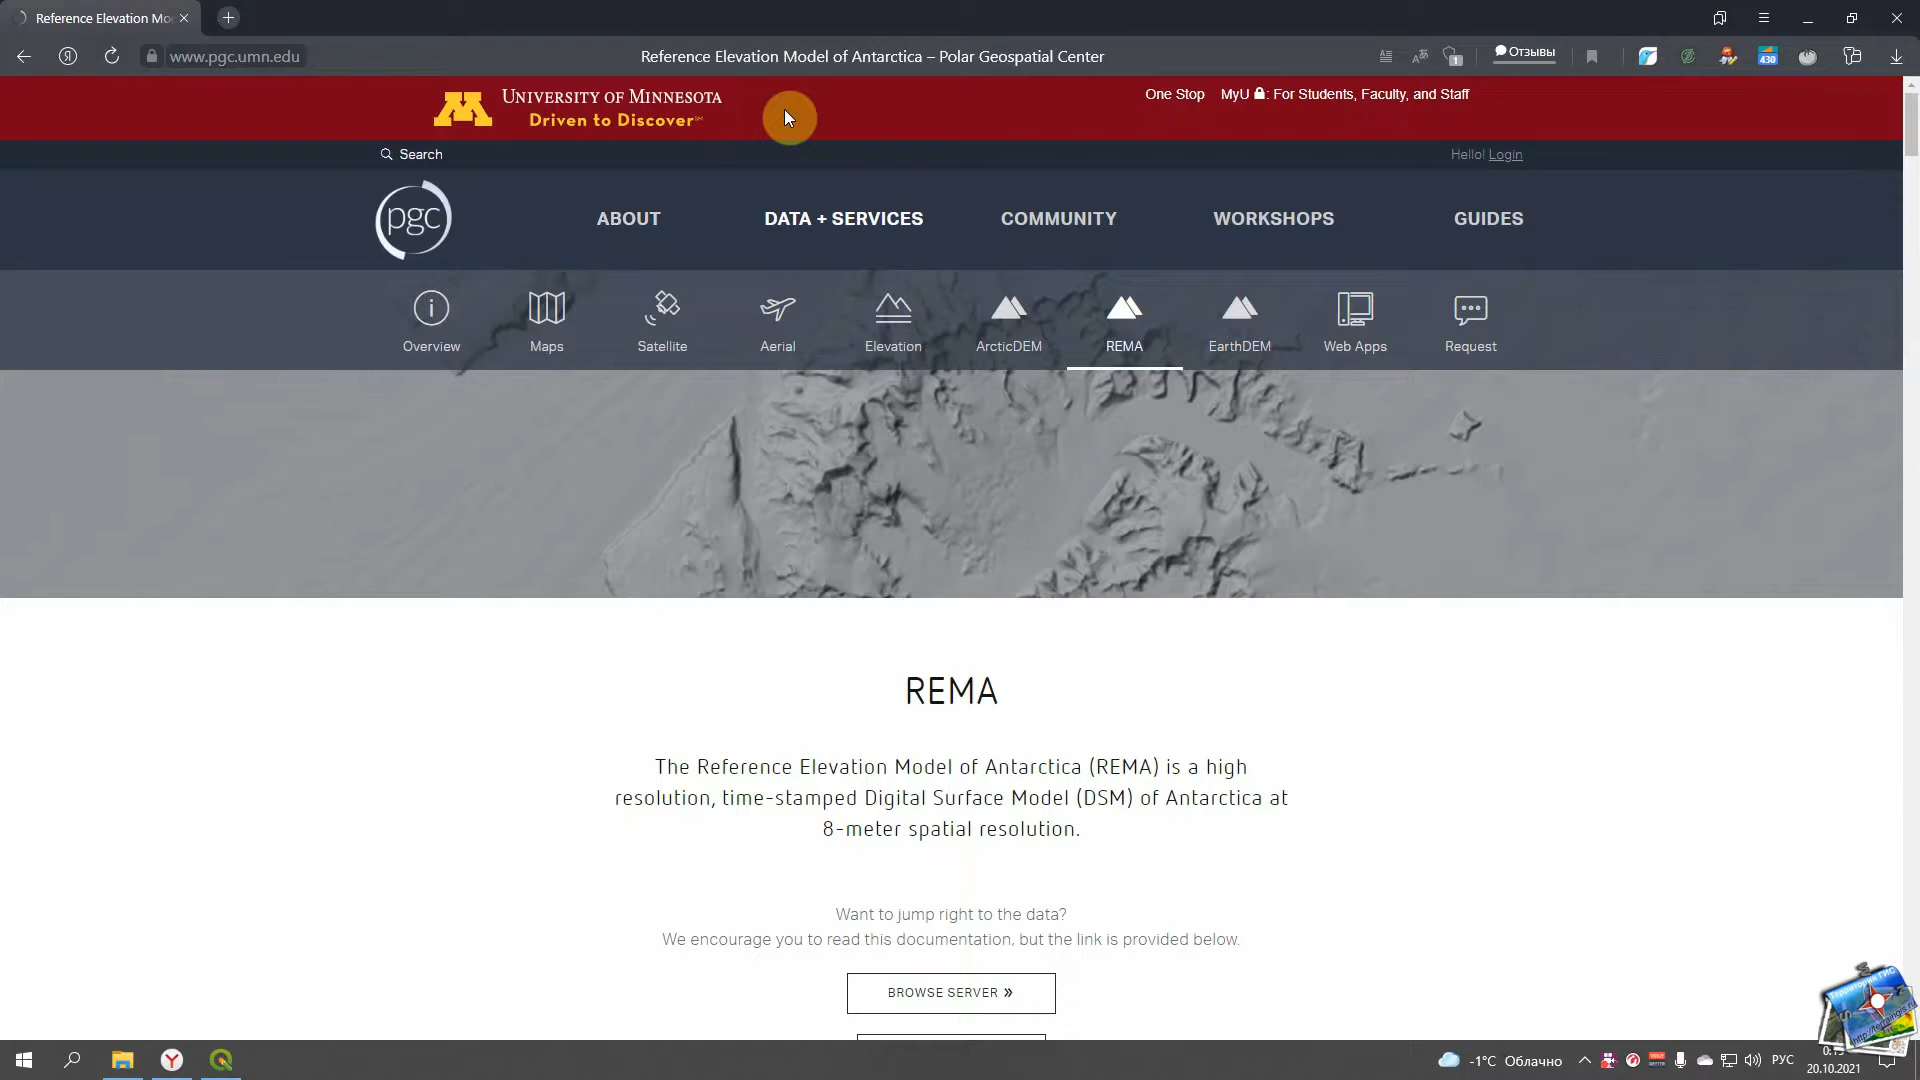 Reference Elevation Mo
www.pgc.umn.edu
Reference Elevation Model of Antarctica – Polar Geospatial Center
1
Отзывы
430
UNIVERSITY OF MINNESOTA
Driven to Discover℠
One Stop
MyU : For Students, Faculty, and Staff
Search
Hello! Login
pgc
ABOUT
DATA + SERVICES
COMMUNITY
WORKSHOPS
GUIDES
Overview
Maps
Satellite
Aerial
Elevation
ArcticDEM
REMA
EarthDEM
Web Apps
Request
REMA
The Reference Elevation Model of Antarctica (REMA) is a high
resolution, time-stamped Digital Surface Model (DSM) of Antarctica at
8-meter spatial resolution.
Want to jump right to the data?
We encourage you to read this documentation, but the link is provided below.
BROWSE SERVER »
-1°C Облачно
РУС
20.10.2021